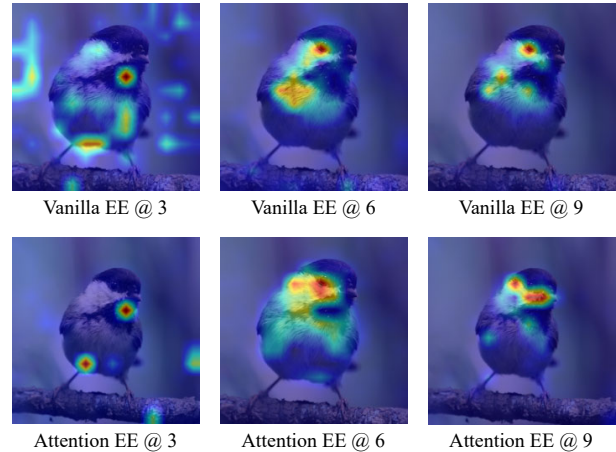 Vanilla EE @ 3
Vanilla EE @ 6
Vanilla EE @ 9
Attention EE @ 3
Attention EE @ 6
Attention EE @ 9